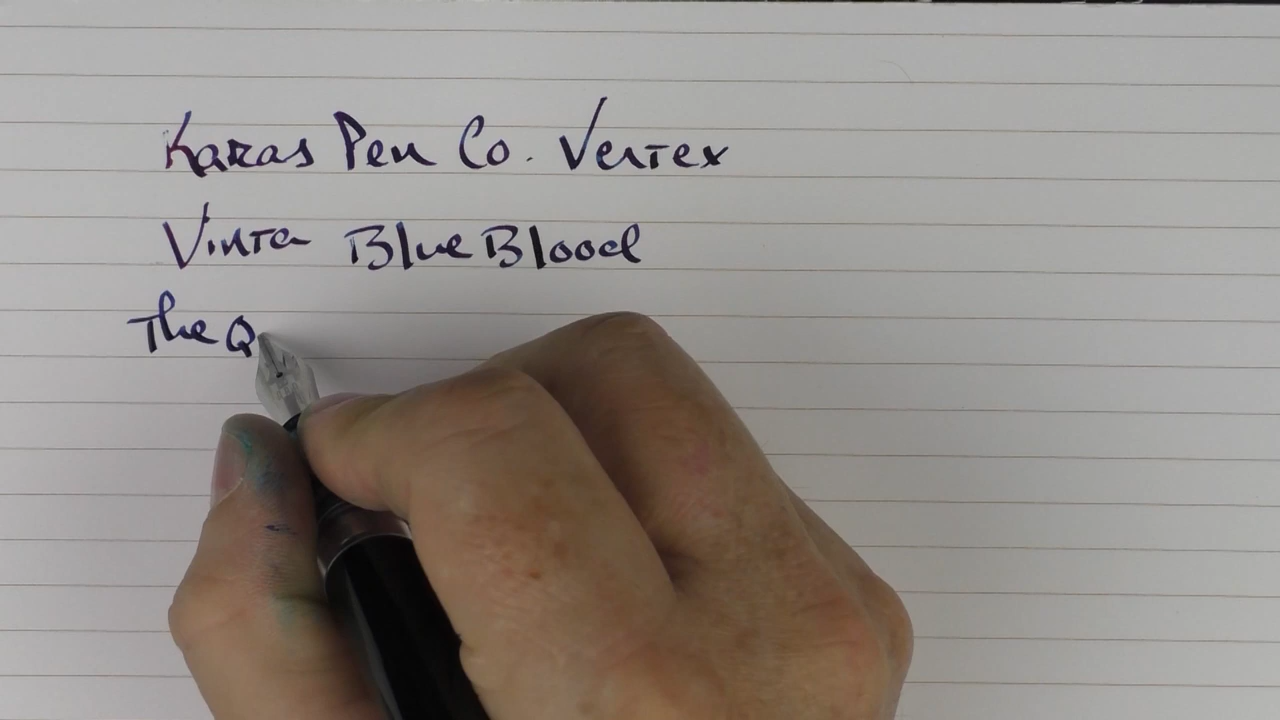 Karas Pen Co. Vertex
Vinta Blue Blood
The Q